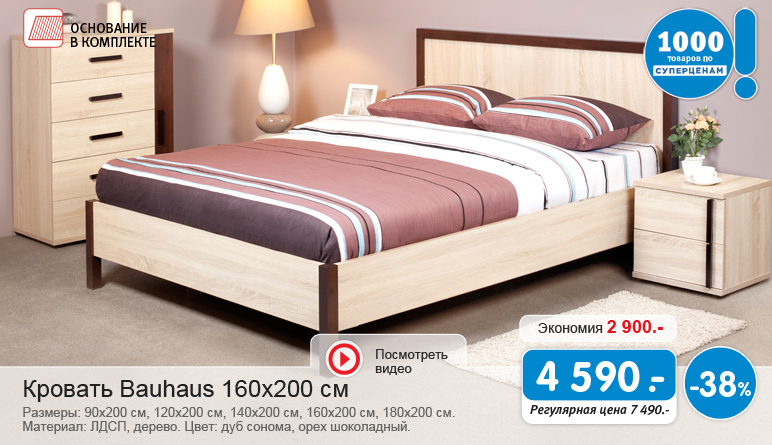 ОСНОВАНИЕ
В КОМПЛЕКТЕ
1000
товаров по
СУПЕРЦЕНАМ
!
Экономия 2 900.-
Посмотреть
видео
4 590.-
-38%
Регулярная цена 7 490.-
Кровать Bauhaus 160x200 см
Размеры: 90x200 см, 120x200 см, 140x200 см, 160x200 см, 180x200 см.
Материал: ЛДСП, дерево. Цвет: дуб сонома, орех шоколадный.